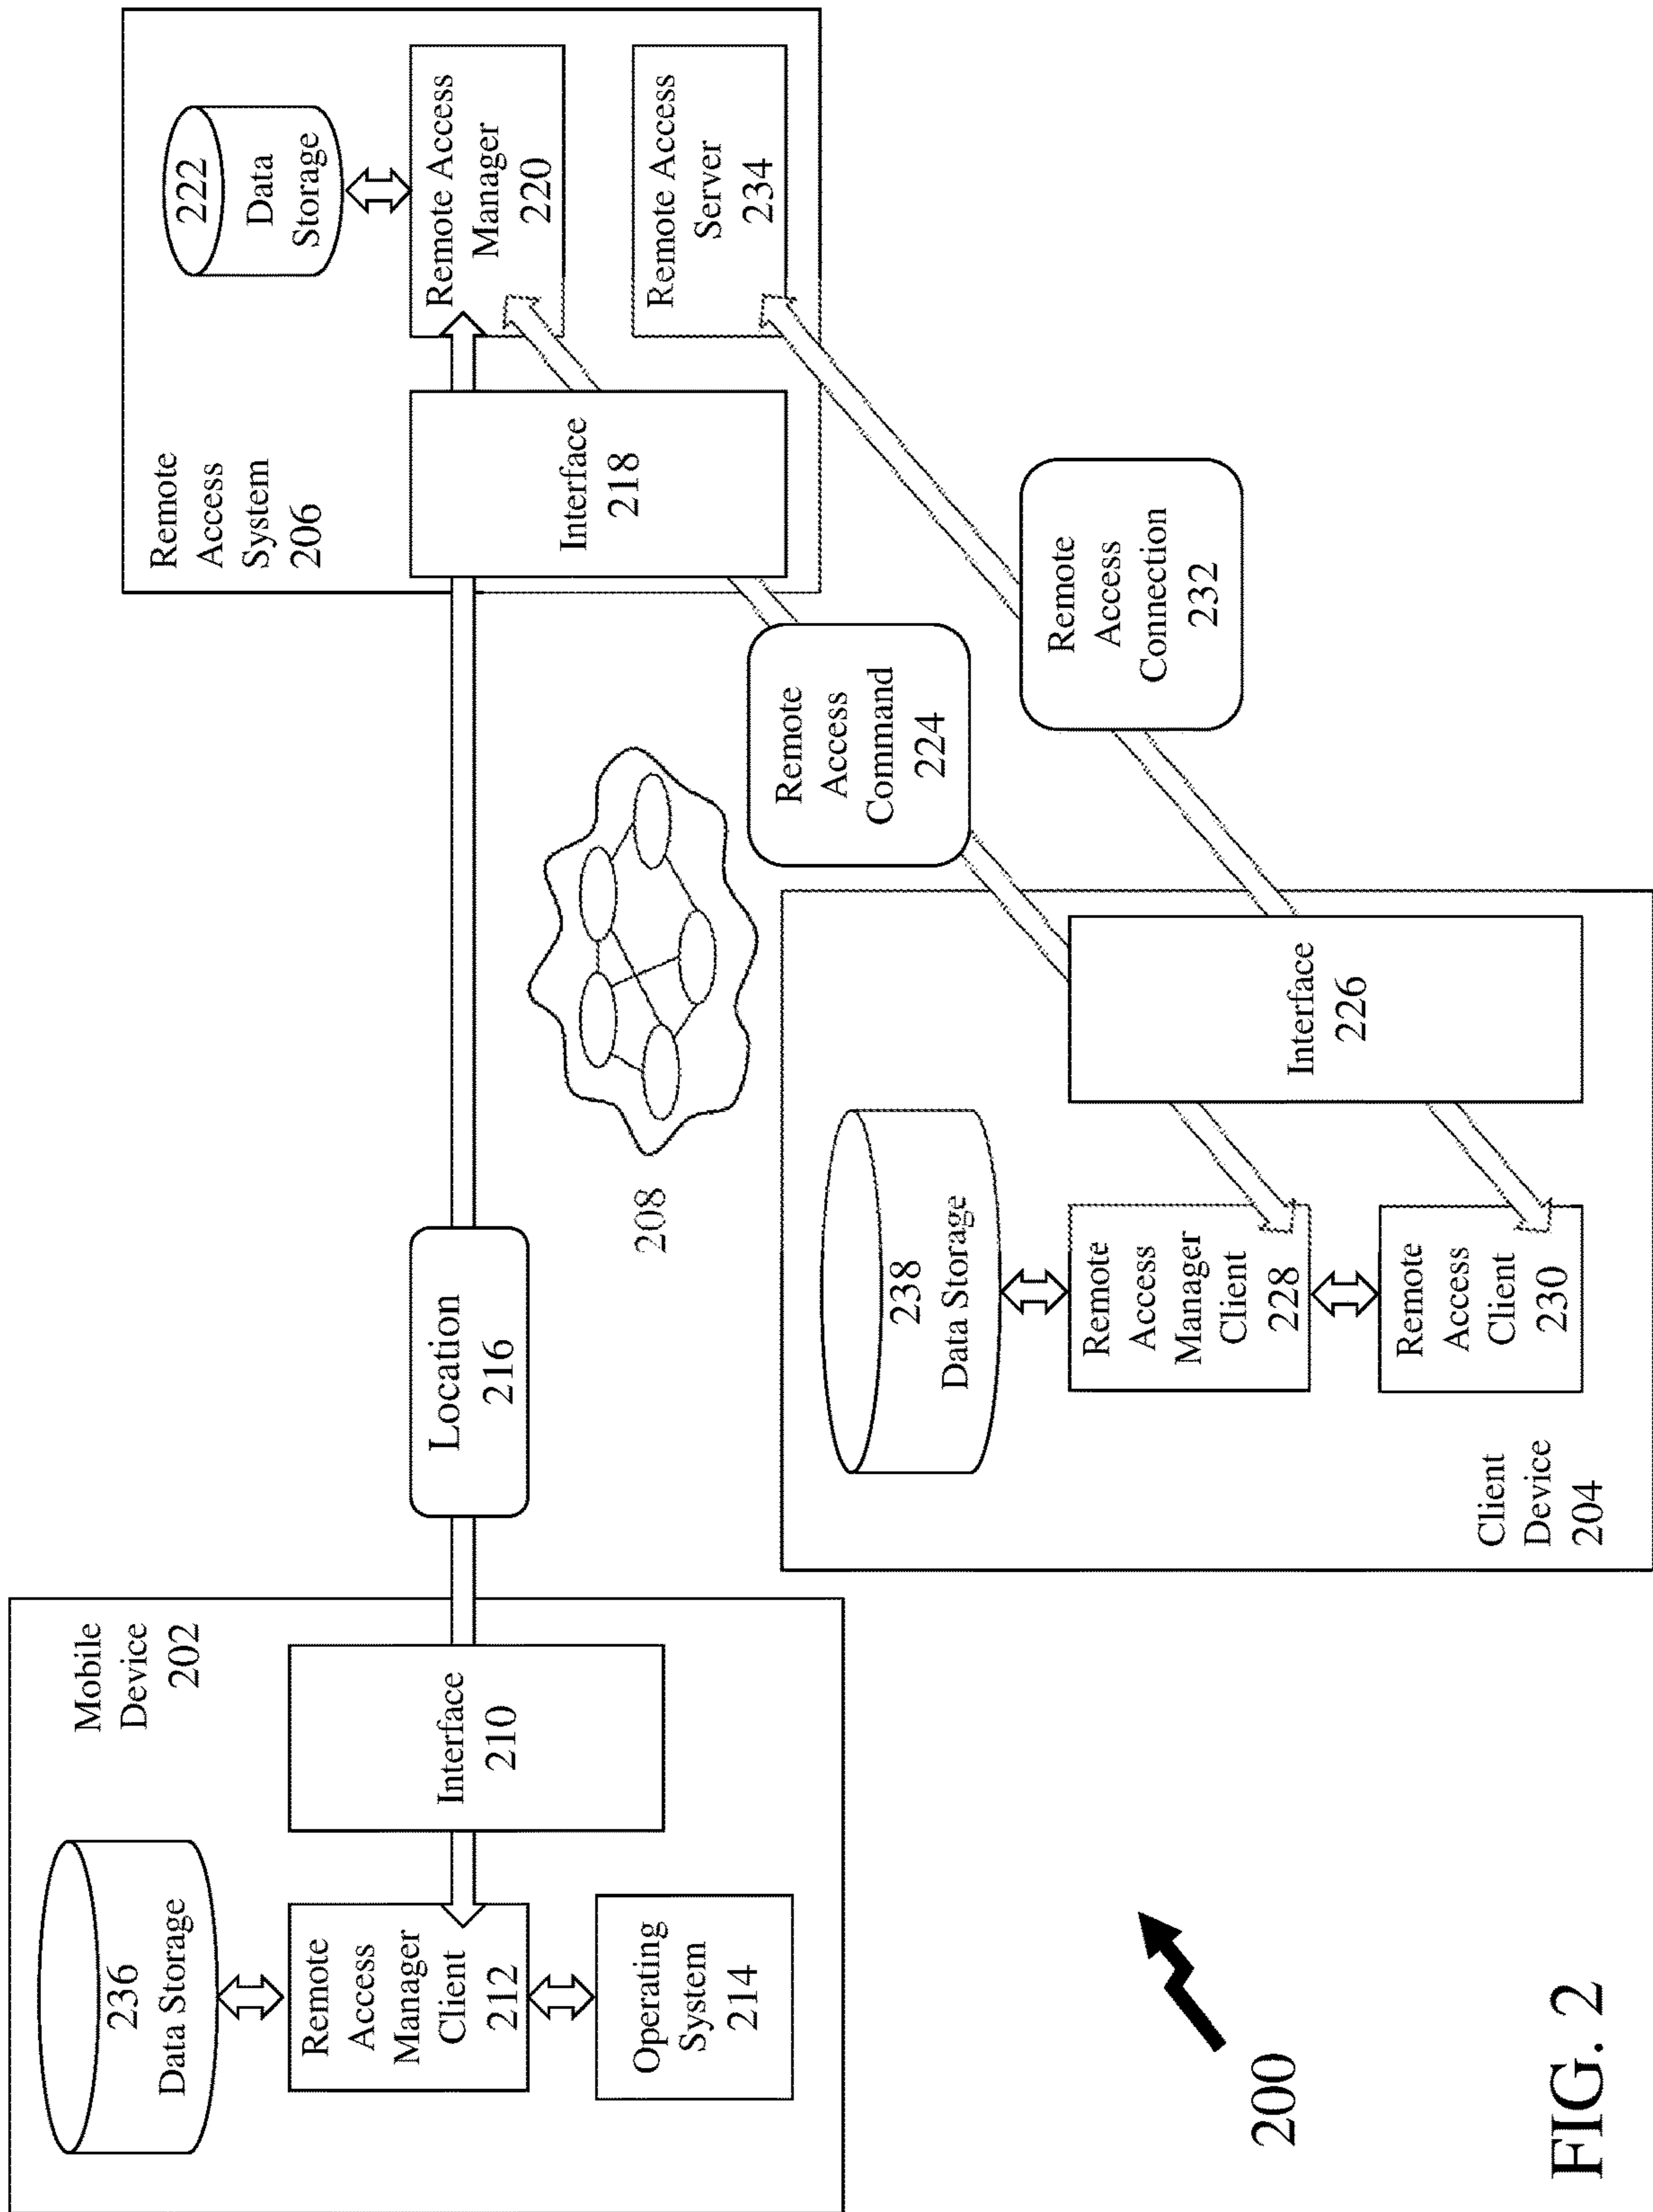 Mobile
Device
202
236
Data Storage
Remote
Access
Manager
Client
212
Operating
System
214
Interface
210
Location
216
208
Remote
Access
System
206
222
Data
Storage
Remote Access
Manager
220
Remote Access
Server
234
Interface
218
Remote
Access
Command
224
Remote
Access
Connection
232
238
Data Storage
Remote
Access
Manager
Client
228
Remote
Access
Client
230
Interface
226
Client
Device
204
200
FIG. 2